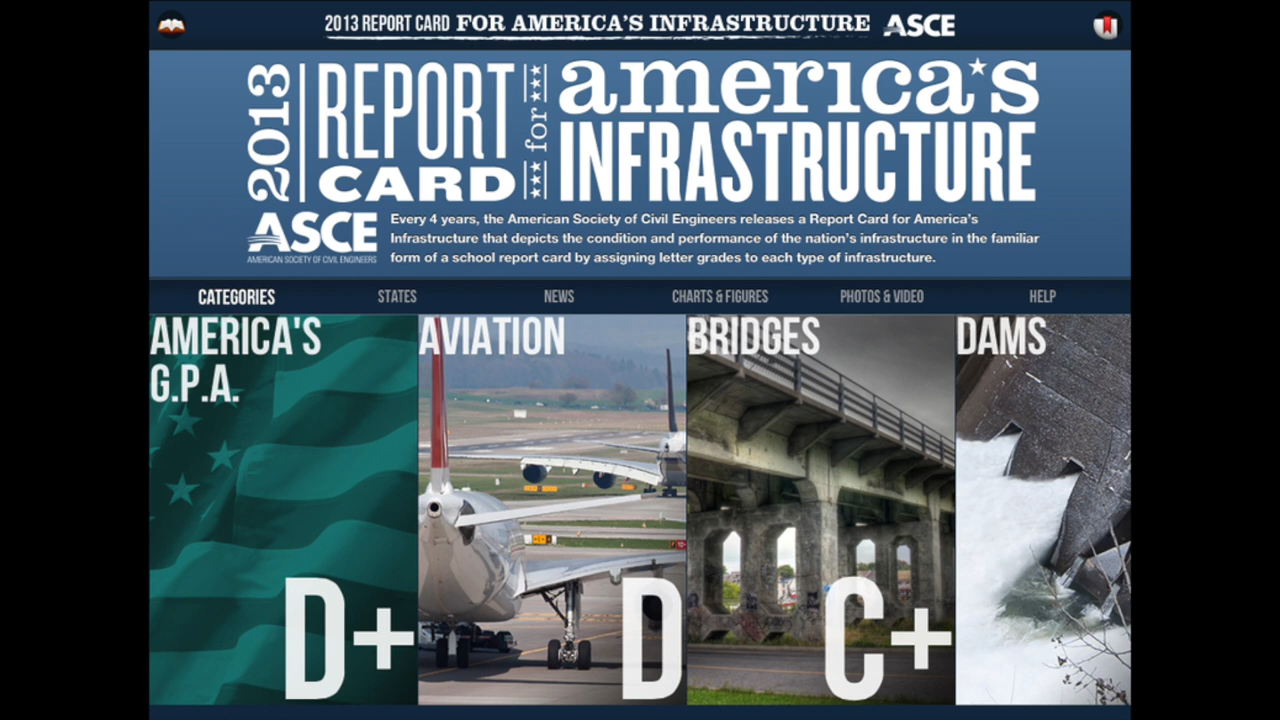 2013 REPORT CARD FOR AMERICA'S INFRASTRUCTURE ASCE
2013 REPORT CARD for america's INFRASTRUCTURE
ASCE
AMERICAN SOCIETY OF CIVIL ENGINEERS
Every 4 years, the American Society of Civil Engineers releases a Report Card for America's
Infrastructure that depicts the condition and performance of the nation's infrastructure in the familiar
form of a school report card by assigning letter grades to each type of infrastructure.
CATEGORIES STATES NEWS CHARTS & FIGURES PHOTOS & VIDEO HELP
AMERICA'S
G.P.A.
D+
AVIATION
D
BRIDGES
C+
DAMS